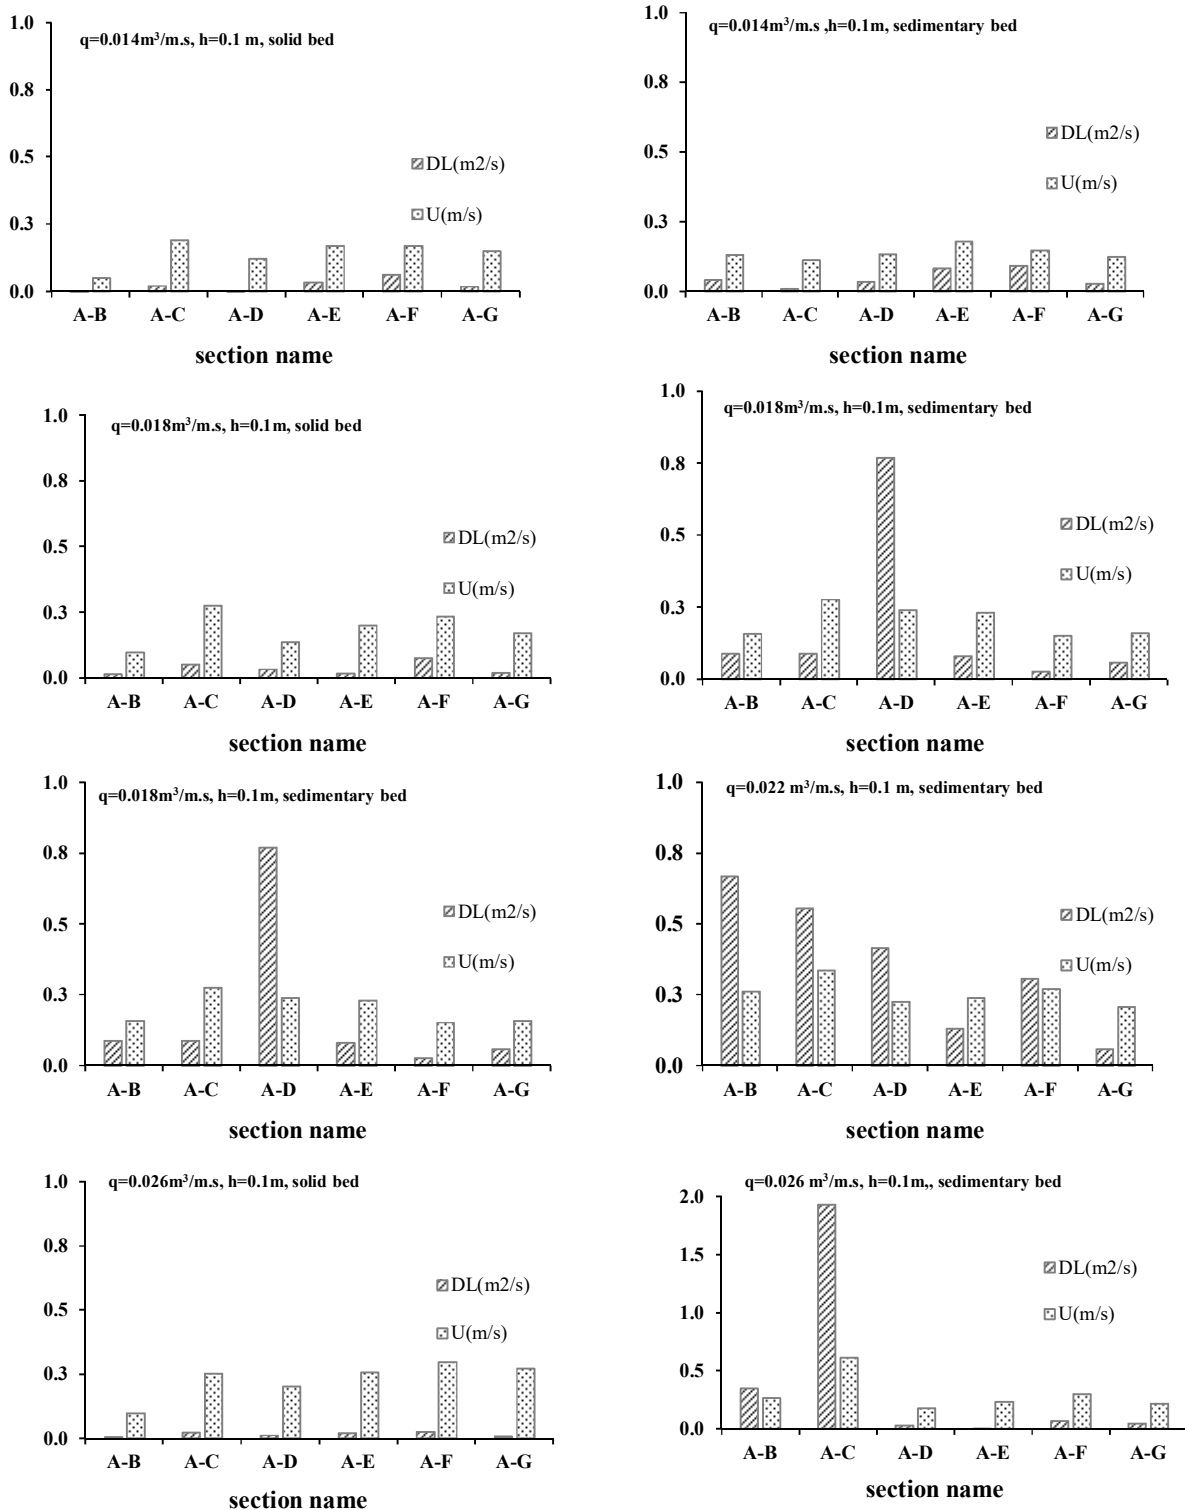 q=0.014m³/m.s, h=0.1 m, solid bed
1.0
0.8
0.5
0.3
0.0
DL(m2/s)
U(m/s)
A-B A-C A-D A-E A-F A-G
section name
q=0.014m³/m.s ,h=0.1m, sedimentary bed
1.0
0.8
0.5
0.3
0.0
DL(m2/s)
U(m/s)
A-B A-C A-D A-E A-F A-G
section name
q=0.018m³/m.s, h=0.1m, solid bed
1.0
0.8
0.5
0.3
0.0
DL(m2/s)
U(m/s)
A-B A-C A-D A-E A-F A-G
section name
q=0.018m³/m.s, h=0.1m, sedimentary bed
1.0
0.8
0.5
0.3
0.0
DL(m2/s)
U(m/s)
A-B A-C A-D A-E A-F A-G
section name
q=0.018m³/m.s, h=0.1m, sedimentary bed
1.0
0.8
0.5
0.3
0.0
DL(m2/s)
U(m/s)
A-B A-C A-D A-E A-F A-G
section name
q=0.022 m³/m.s, h=0.1 m, sedimentary bed
1.0
0.8
0.5
0.3
0.0
DL(m2/s)
U(m/s)
A-B A-C A-D A-E A-F A-G
section name
q=0.026m³/m.s, h=0.1m, solid bed
1.0
0.8
0.5
0.3
0.0
DL(m2/s)
U(m/s)
A-B A-C A-D A-E A-F A-G
section name
q=0.026 m³/m.s, h=0.1m,, sedimentary bed
2.0
1.5
1.0
0.5
0.0
DL(m2/s)
U(m/s)
A-B A-C A-D A-E A-F A-G
section name